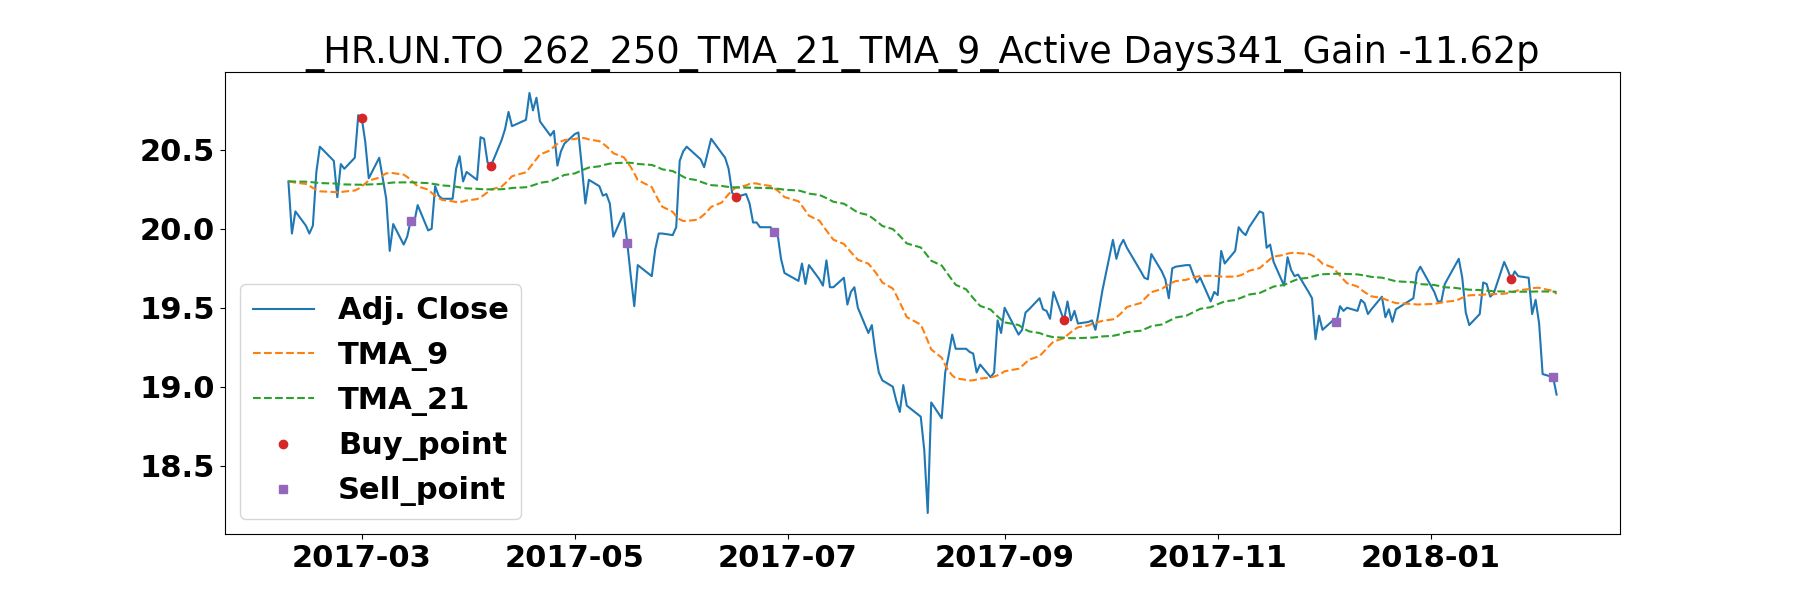 _HR.UN.TO_262_250_TMA_21_TMA_9_Active Days341_Gain -11.62p
20.5
20.0
19.5
19.0
18.5
Adj. Close
TMA_9
TMA_21
Buy_point
Sell_point
2017-03 2017-05 2017-07 2017-09 2017-11 2018-01